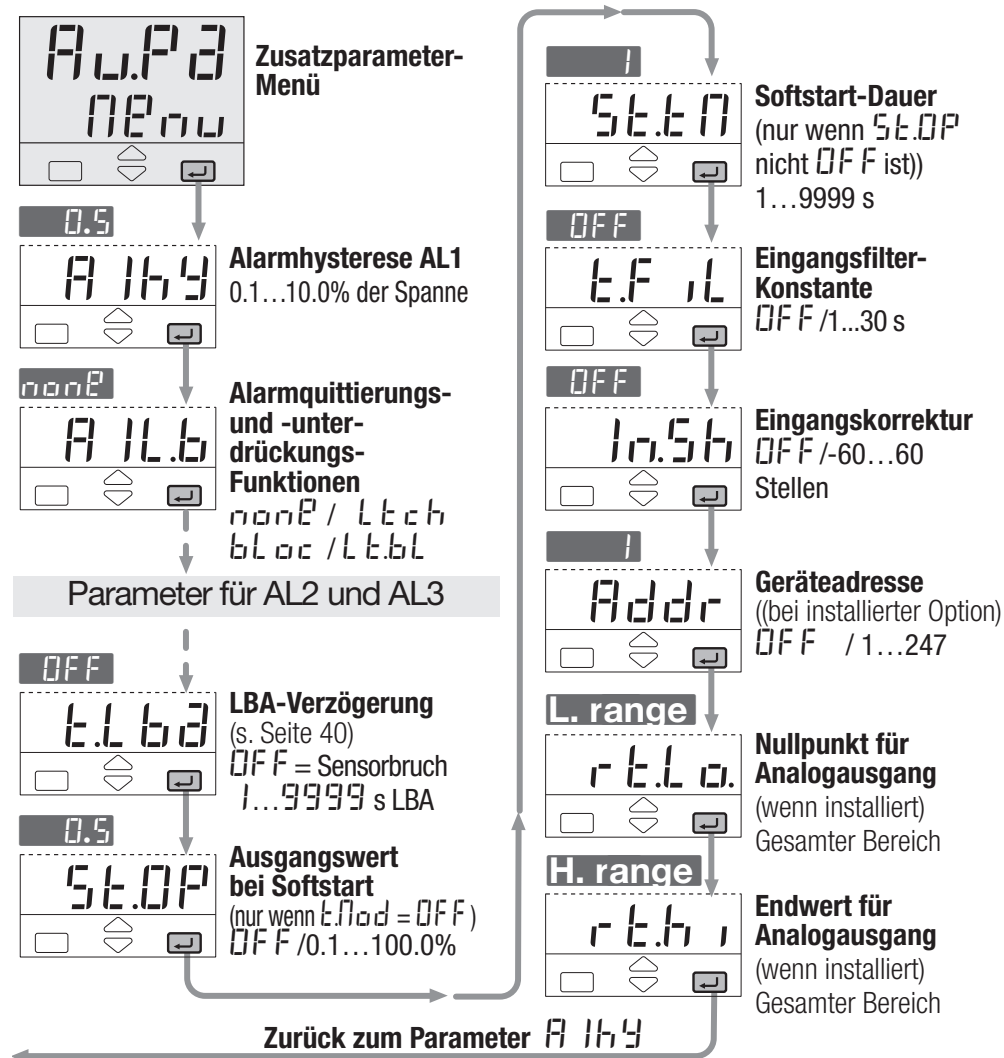 Au.Pa
Menu
Zusatzparameter-
Menü
0.5
A1hy
Alarmhysterese AL1
0.1…10.0% der Spanne
none
A1L.b
Alarmquittierungs-
und -unter-
drückungs-
Funktionen
none / Ltch
bLoc / Lt.bL
Parameter für AL2 und AL3
OFF
t.Lba
LBA-Verzögerung
(s. Seite 40)
OFF = Sensorbruch
1…9999 s LBA
0.5
St.OP
Ausgangswert
bei Softstart
(nur wenn t.Mod = OFF)
OFF /0.1…100.0%
1
St.tM
Softstart-Dauer
(nur wenn St.OP
nicht OFF ist))
1…9999 s
OFF
t.FiL
Eingangsfilter-
Konstante
OFF /1...30 s
OFF
In.Sh
Eingangskorrektur
OFF /-60…60
Stellen
1
Addr
Geräteadresse
((bei installierter Option)
OFF / 1…247
L. range
rt.Lo.
Nullpunkt für
Analogausgang
(wenn installiert)
Gesamter Bereich
H. range
rt.hi
Endwert für
Analogausgang
(wenn installiert)
Gesamter Bereich
Zurück zum Parameter A1hy